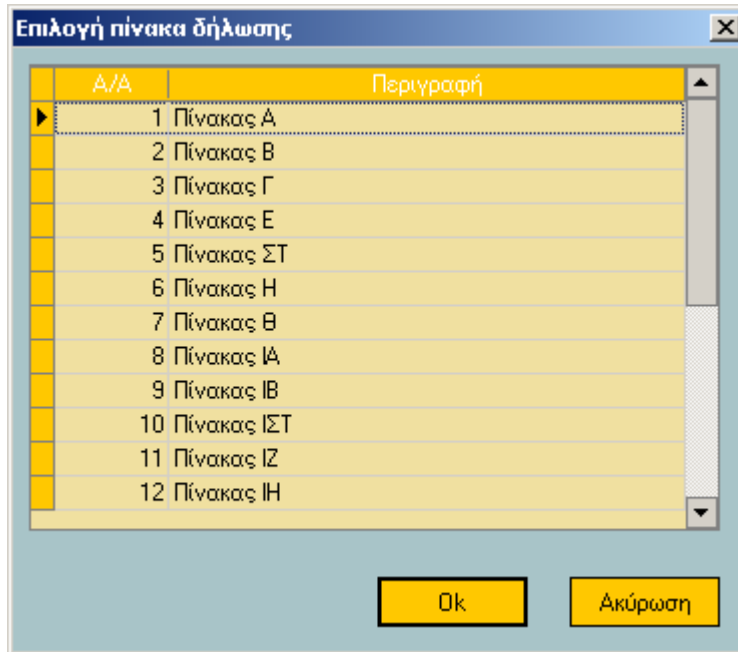 Επιλογή πίνακα δήλωσης
Α/Α Περιγραφή
1 Πίνακας Α
2 Πίνακας Β
3 Πίνακας Γ
4 Πίνακας Ε
5 Πίνακας ΣΤ
6 Πίνακας Η
7 Πίνακας Θ
8 Πίνακας ΙΑ
9 Πίνακας ΙΒ
10 Πίνακας ΙΣΤ
11 Πίνακας ΙΖ
12 Πίνακας ΙΗ
Ok Ακύρωση